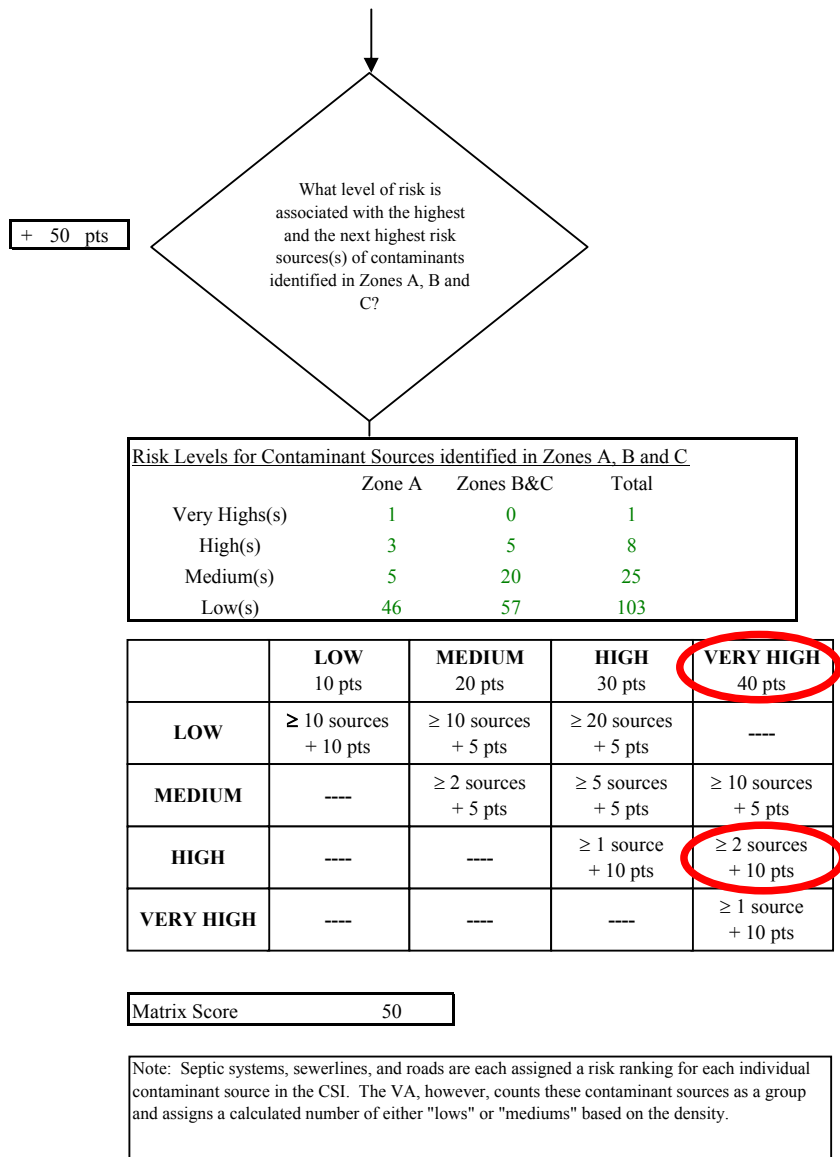 What level of risk is
associated with the highest
and the next highest risk
sources(s) of contaminants
identified in Zones A, B and
C?
+ 50 pts
Risk Levels for Contaminant Sources identified in Zones A, B and C
Zone A Zones B&C Total
Very Highs(s) 1 0 1
High(s) 3 5 8
Medium(s) 5 20 25
Low(s) 46 57 103
LOW MEDIUM HIGH VERY HIGH
10 pts 20 pts 30 pts 40 pts
LOW ≥ 10 sources + 10 pts ≥ 10 sources + 5 pts ≥ 20 sources + 5 pts ----
MEDIUM ---- ≥ 2 sources + 5 pts ≥ 5 sources + 5 pts ≥ 10 sources + 5 pts
HIGH ---- ---- ≥ 1 source + 10 pts ≥ 2 sources + 10 pts
VERY HIGH ---- ---- ---- ≥ 1 source + 10 pts
Matrix Score 50
Note: Septic systems, sewerlines, and roads are each assigned a risk ranking for each individual
contaminant source in the CSI. The VA, however, counts these contaminant sources as a group
and assigns a calculated number of either "lows" or "mediums" based on the density.